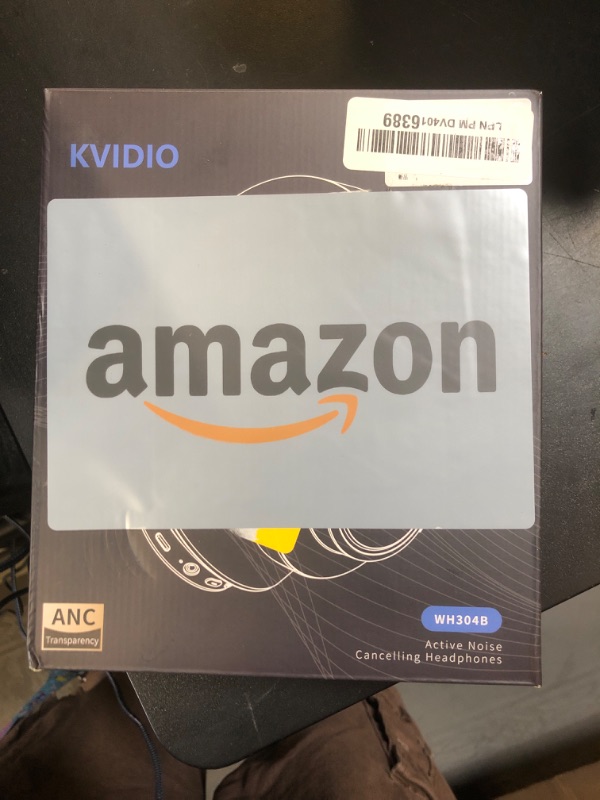 LPN PM DV4016389
KVIDIO
amazon
ANC
Transparency
WH304B
Active Noise
Cancelling Headphones